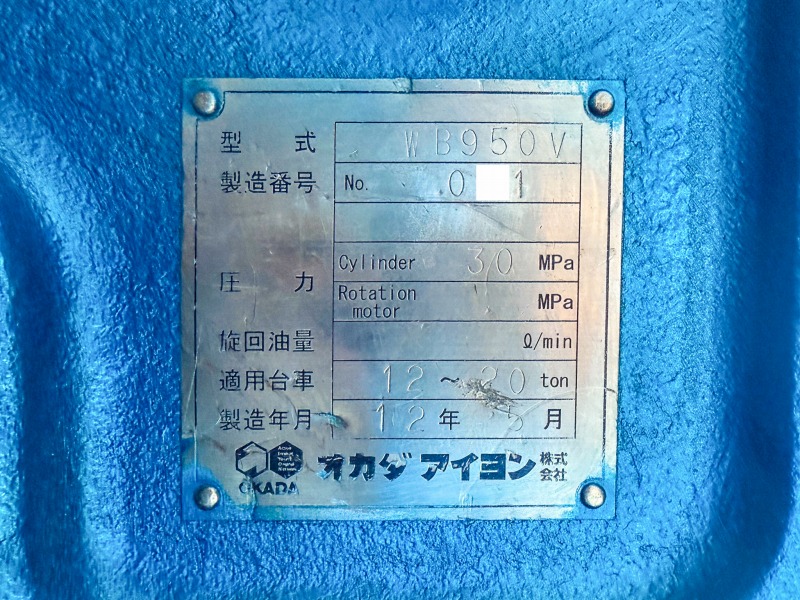 型式 WB950V
製造番号 No. 0 1
圧力 Cylinder 30 MPa
Rotation motor MPa
旋回油量 ℓ/min
適用台車 12～20 ton
製造年月 12年 5月
OKADA オカダアイヨン株式会社